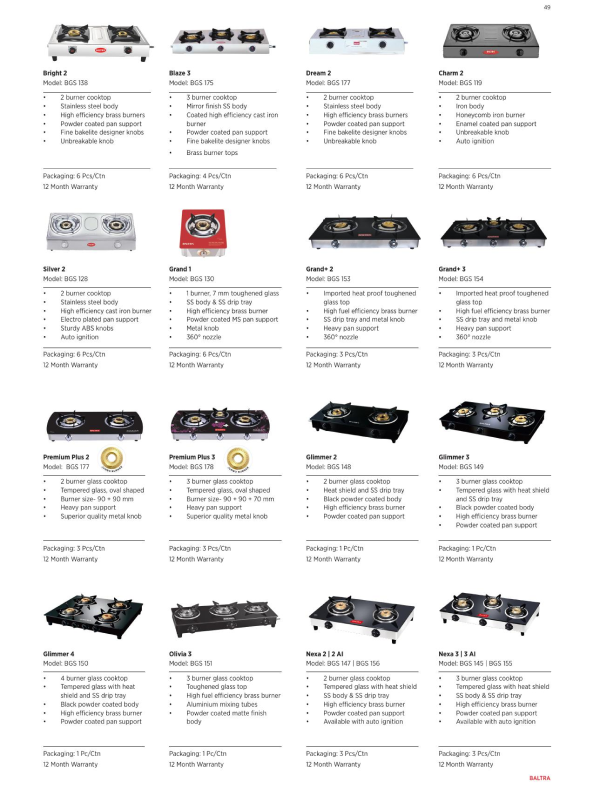 49
Bright 2
Model: BGS 138
• 2 burner cooktop
• Stainless steel body
• High efficiency brass burners
• Powder coated pan support
• Fine bakelite designer knobs
• Unbreakable knob
Packaging: 6 Pcs/Ctn
12 Month Warranty
Blaze 3
Model: BGS 175
• 3 burner cooktop
• Mirror finish SS body
• Coated high efficiency cast iron
burner
• Powder coated pan support
• Fine bakelite designer knobs
• Brass burner tops
Packaging: 4 Pcs/Ctn
12 Month Warranty
Dream 2
Model: BGS 177
• 2 burner cooktop
• Stainless steel body
• High efficiency brass burners
• Powder coated pan support
• Fine bakelite designer knobs
• Unbreakable knob
Packaging: 6 Pcs/Ctn
12 Month Warranty
Charm 2
Model: BGS 119
• 2 burner cooktop
• Iron body
• Honeycomb iron burner
• Enamel coated pan support
• Unbreakable knob
• Auto ignition
Packaging: 6 Pcs/Ctn
12 Month Warranty
Silver 2
Model: BGS 128
• 2 burner cooktop
• Stainless steel body
• High efficiency cast iron burner
• Electro plated pan support
• Sturdy ABS knobs
• Auto ignition
Packaging: 6 Pcs/Ctn
12 Month Warranty
Grand 1
Model: BGS 130
• 1 burner, 7 mm toughened glass
• SS body & SS drip tray
• High efficiency brass burner
• Powder coated MS pan support
• Metal knob
• 360° nozzle
Packaging: 6 Pcs/Ctn
12 Month Warranty
Grand+ 2
Model: BGS 153
• Imported heat proof toughened
glass top
• High fuel efficiency brass burner
• SS drip tray and metal knob
• Heavy pan support
• 360° nozzle
Packaging: 3 Pcs/Ctn
12 Month Warranty
Grand+ 3
Model: BGS 154
• Imported heat proof toughened
glass top
• High fuel efficiency brass burner
• SS drip tray and metal knob
• Heavy pan support
• 360° nozzle
Packaging: 3 Pcs/Ctn
12 Month Warranty
Premium Plus 2
Model: BGS 177
• 2 burner glass cooktop
• Tempered glass, oval shaped
• Burner size- 90 + 90 mm
• Heavy pan support
• Superior quality metal knob
Packaging: 3 Pcs/Ctn
12 Month Warranty
Premium Plus 3
Model: BGS 178
• 3 burner glass cooktop
• Tempered glass, oval shaped
• Burner size- 90 + 90 + 70 mm
• Heavy pan support
• Superior quality metal knob
Packaging: 3 Pcs/Ctn
12 Month Warranty
Glimmer 2
Model: BGS 148
• 2 burner glass cooktop
• Heat shield and SS drip tray
• Black powder coated body
• High efficiency brass burner
• Powder coated pan support
Packaging: 1 Pc/Ctn
12 Month Warranty
Glimmer 3
Model: BGS 149
• 3 burner glass cooktop
• Tempered glass with heat shield
and SS drip tray
• Black powder coated body
• High efficiency brass burner
• Powder coated pan support
Packaging: 1 Pc/Ctn
12 Month Warranty
Glimmer 4
Model: BGS 150
• 4 burner glass cooktop
• Tempered glass with heat
shield and SS drip tray
• Black powder coated body
• High efficiency brass burner
• Powder coated pan support
Packaging: 1 Pc/Ctn
12 Month Warranty
Olivia 3
Model: BGS 151
• 3 burner glass cooktop
• Toughened glass top
• High fuel efficiency brass burner
• Aluminium mixing tubes
• Powder coated matte finish
body
Packaging: 1 Pc/Ctn
12 Month Warranty
Nexa 2 | 2 AI
Model: BGS 147 | BGS 156
• 2 burner glass cooktop
• Tempered glass with heat shield
• SS body & SS drip tray
• High efficiency brass burner
• Powder coated pan support
• Available with auto ignition
Packaging: 3 Pcs/Ctn
12 Month Warranty
Nexa 3 | 3 AI
Model: BGS 145 | BGS 155
• 3 burner glass cooktop
• Tempered glass with heat shield
• SS body & SS drip tray
• High efficiency brass burner
• Powder coated pan support
• Available with auto ignition
Packaging: 3 Pcs/Ctn
12 Month Warranty
BALTRA